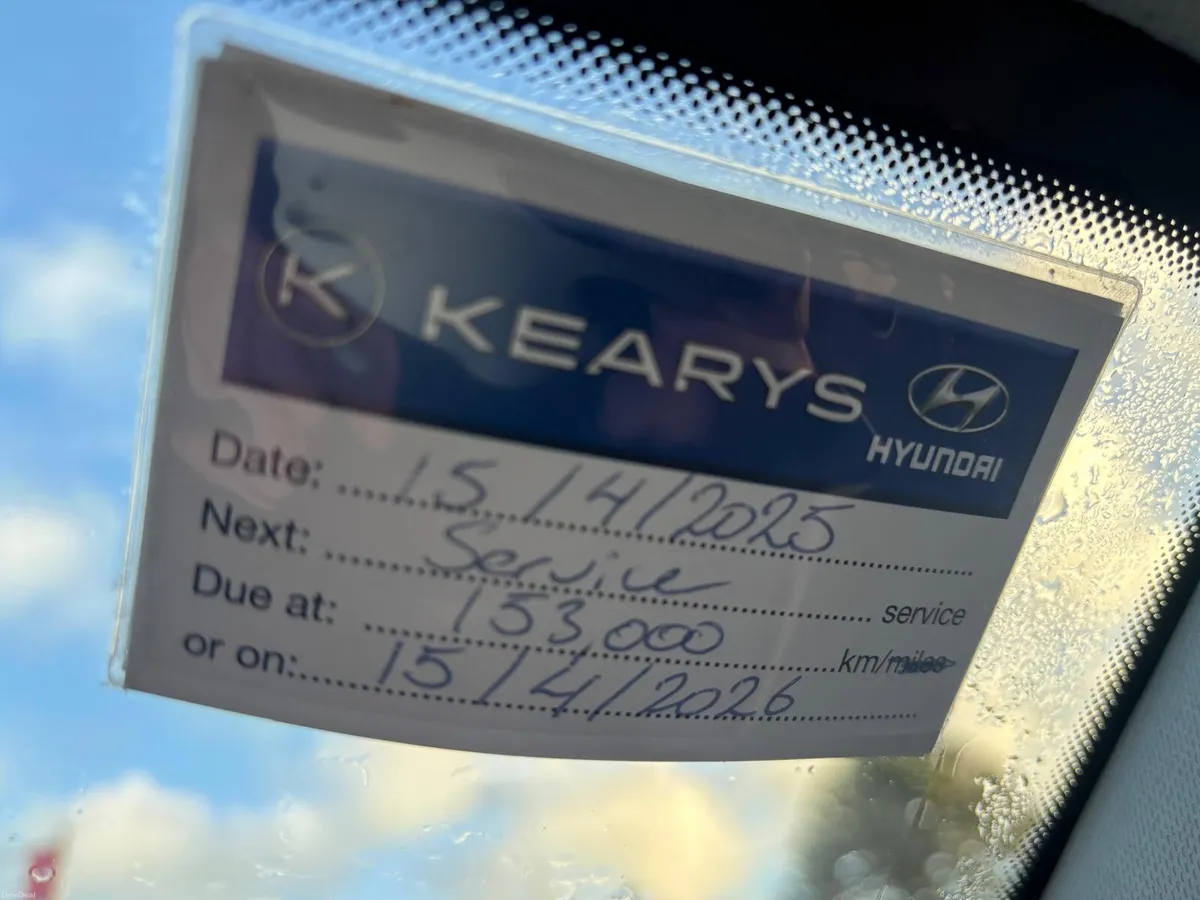 K KEARYS
HYUNDAI
Date: 15/4/2025
Next: Service service
Due at: 153,000 km/miles
or on: 15/4/2026
DoneDeal